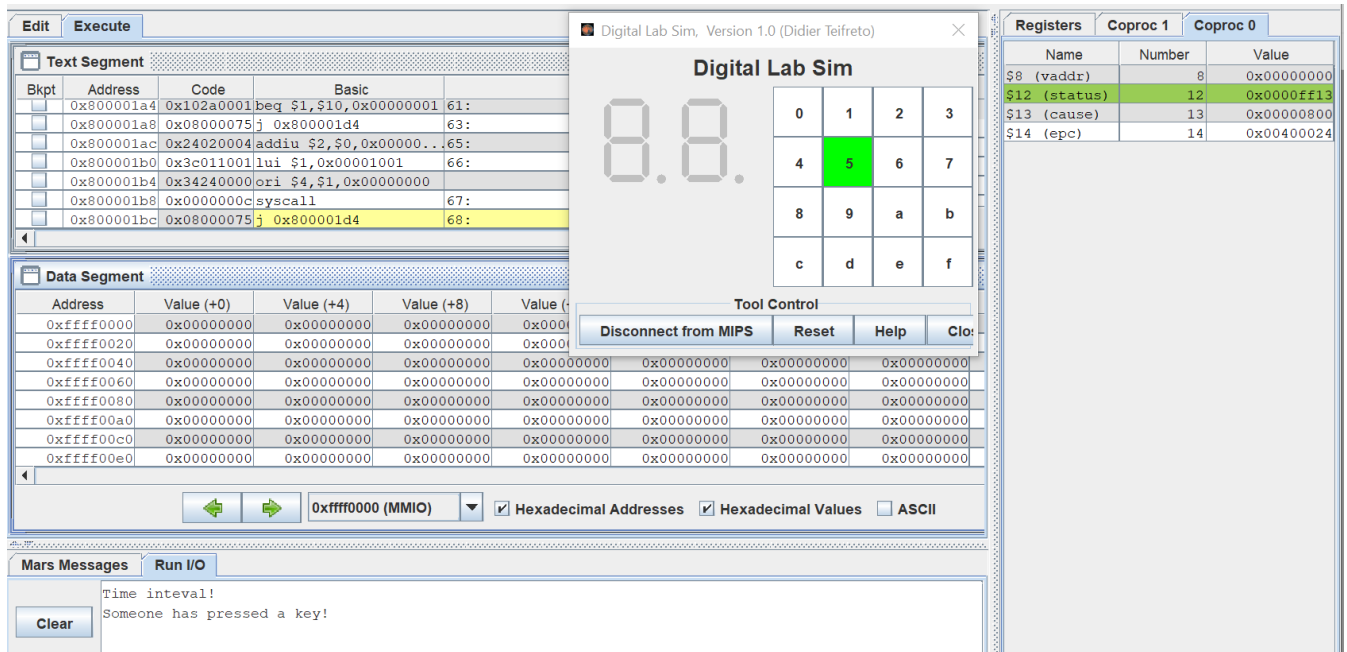 Edit Execute
Text Segment
Bkpt Address Code Basic
0x800001a4 0x102a0001 beq $1,$10,0x00000001 61:
0x800001a8 0x08000075 j 0x800001d4 63:
0x800001ac 0x24020004 addiu $2,$0,0x00000... 65:
0x800001b0 0x3c011001 lui $1,0x00001001 66:
0x800001b4 0x34240000 ori $4,$1,0x00000000
0x800001b8 0x0000000c syscall 67:
0x800001bc 0x08000075 j 0x800001d4 68:
Digital Lab Sim, Version 1.0 (Didier Teifreto)
Digital Lab Sim
8.8.
0 1 2 3
4 5 6 7
8 9 a b
c d e f
Tool Control
Disconnect from MIPS Reset Help Clo
Data Segment
Address Value (+0) Value (+4) Value (+8) Value (
0xffff0000 0x00000000 0x00000000 0x00000000 0x000
0xffff0020 0x00000000 0x00000000 0x00000000 0x000
0xffff0040 0x00000000 0x00000000 0x00000000 0x00000000 0x00000000 0x00000000 0x00000000
0xffff0060 0x00000000 0x00000000 0x00000000 0x00000000 0x00000000 0x00000000 0x00000000
0xffff0080 0x00000000 0x00000000 0x00000000 0x00000000 0x00000000 0x00000000 0x00000000
0xffff00a0 0x00000000 0x00000000 0x00000000 0x00000000 0x00000000 0x00000000 0x00000000
0xffff00c0 0x00000000 0x00000000 0x00000000 0x00000000 0x00000000 0x00000000 0x00000000
0xffff00e0 0x00000000 0x00000000 0x00000000 0x00000000 0x00000000 0x00000000 0x00000000
0xffff0000 (MMIO) Hexadecimal Addresses Hexadecimal Values ASCII
Mars Messages Run I/O
Clear
Time inteval!
Someone has pressed a key!
Registers Coproc 1 Coproc 0
Name Number Value
$8 (vaddr) 8 0x00000000
$12 (status) 12 0x0000ff13
$13 (cause) 13 0x00000800
$14 (epc) 14 0x00400024